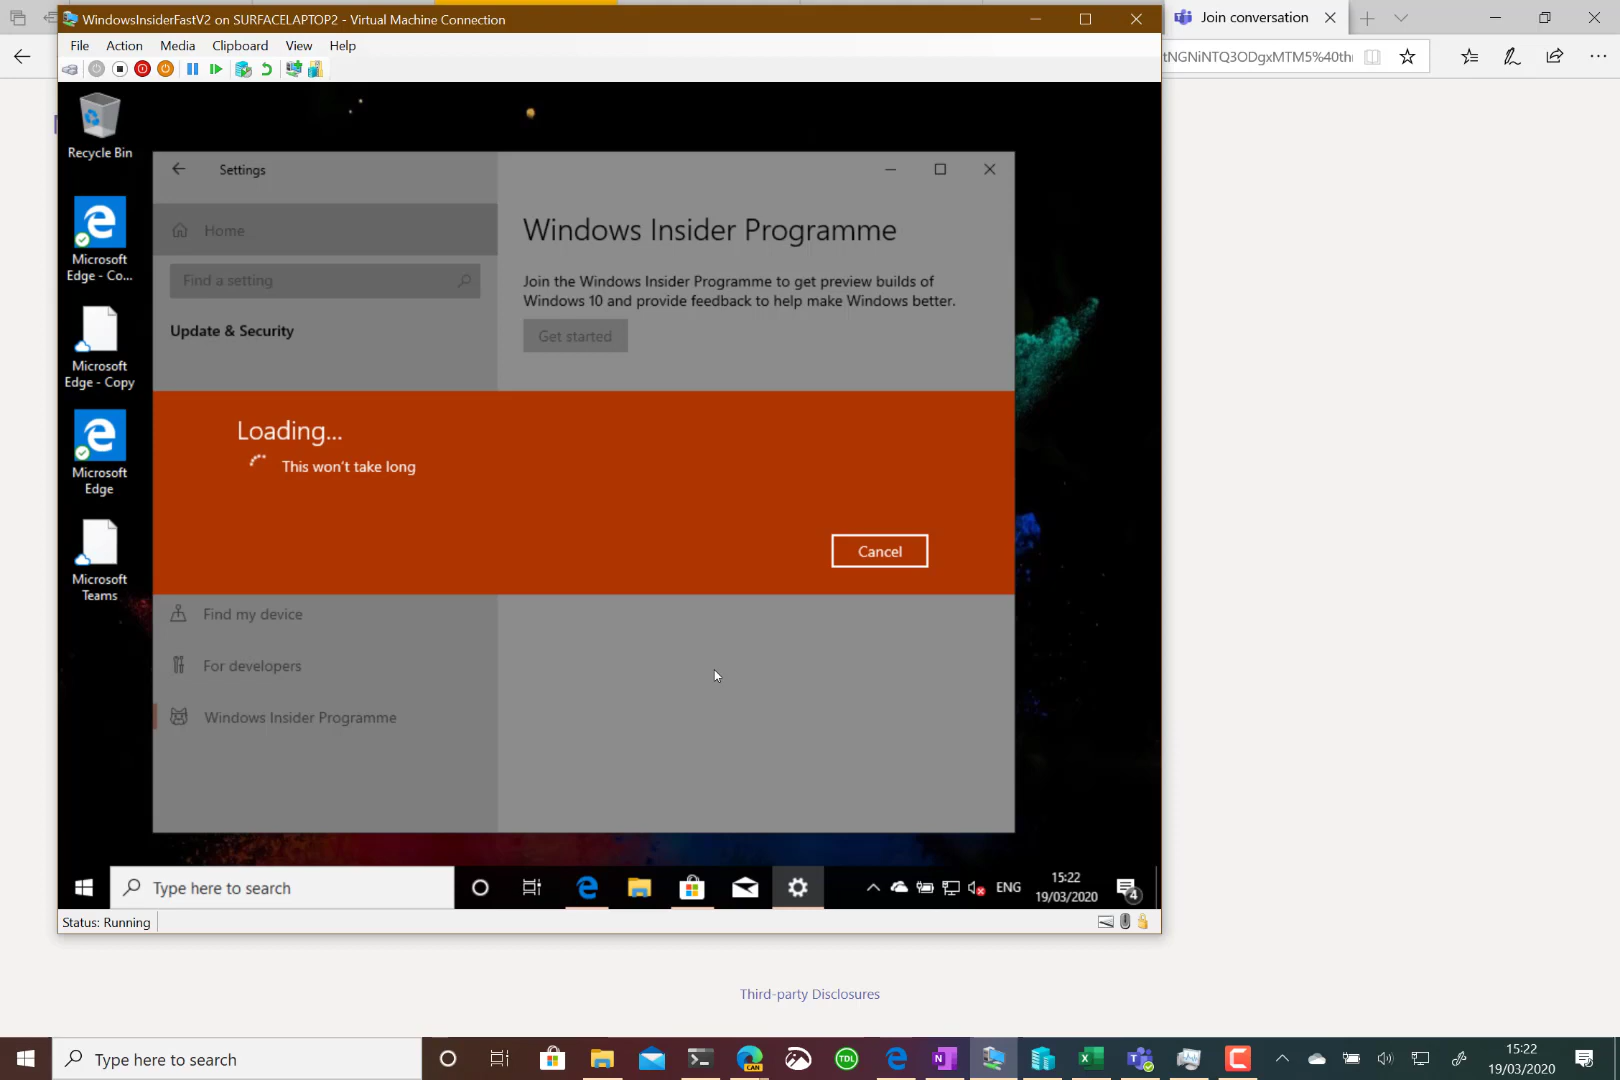 WindowsInsiderFastV2 on SURFACELAPTOP2 - Virtual Machine Connection
Join conversation
File Action Media Clipboard View Help
tNGNiNTQ3ODgxMTM5%40thr
Recycle Bin
Microsoft
Edge - Co...
Microsoft
Edge - Copy
Microsoft
Edge
Microsoft
Teams
Settings
Home
Find a setting
Update & Security
Windows Insider Programme
Join the Windows Insider Programme to get preview builds of
Windows 10 and provide feedback to help make Windows better.
Get started
Loading...
This won't take long
Cancel
Find my device
For developers
Windows Insider Programme
Type here to search
ENG
15:22
19/03/2020
4
Status: Running
Third-party Disclosures
Type here to search
CAN
TDL
15:22
19/03/2020